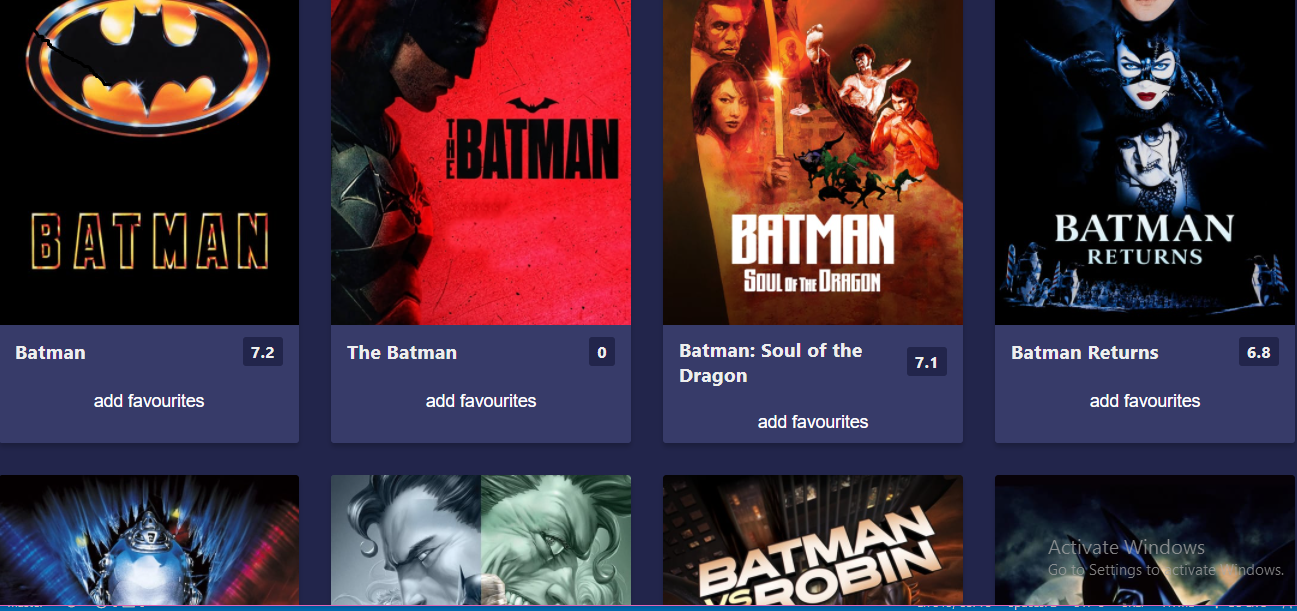 BATMAN
THE BATMAN
BATMAN
SOUL OF THE DRAGON
BATMAN
RETURNS
Batman
7.2
The Batman
0
Batman: Soul of the
Dragon
7.1
Batman Returns
6.8
add favourites
add favourites
add favourites
add favourites
BATMAN
VS ROBIN
Activate Windows
Go to Settings to activate Windows.